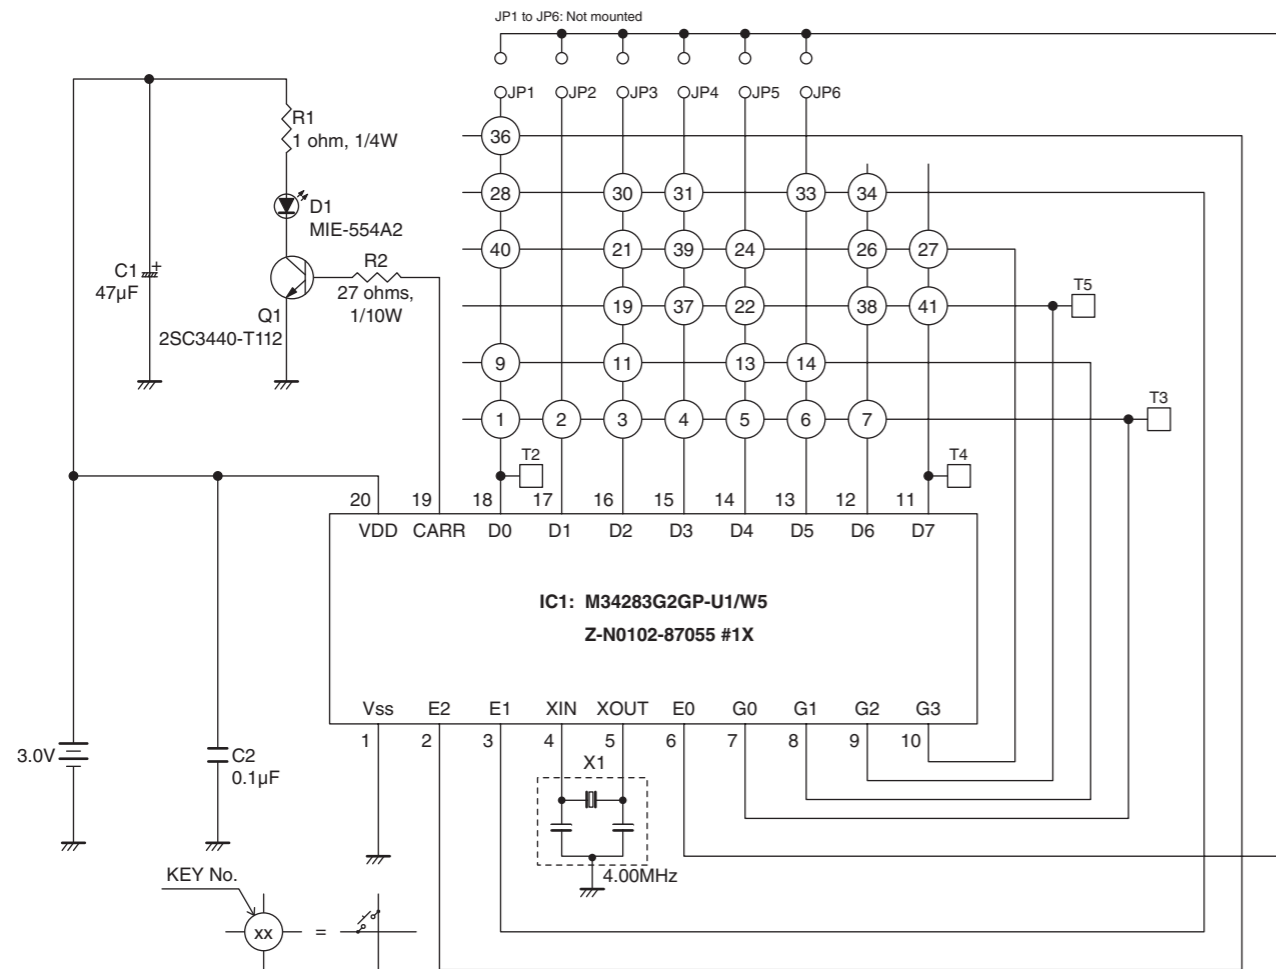 JP1 to JP6: Not mounted
JP1 JP2 JP3 JP4 JP5 JP6
R1
1 ohm, 1/4W
36
28 30 31 33 34
D1
MIE-554A2
40 21 39 24 26 27
R2
27 ohms,
1/10W
C1
+
47µF
Q1
2SC3440-T112
19 37 22 38 41
T5
9 11 13 14
1 2 3 4 5 6 7
T3
T2
T4
20 19 18 17 16 15 14 13 12 11
VDD CARR D0 D1 D2 D3 D4 D5 D6 D7
IC1: M34283G2GP-U1/W5
Z-N0102-87055 #1X
Vss E2 E1 XIN XOUT E0 G0 G1 G2 G3
1 2 3 4 5 6 7 8 9 10
3.0V
C2
0.1µF
X1
4.00MHz
KEY No.
xx =